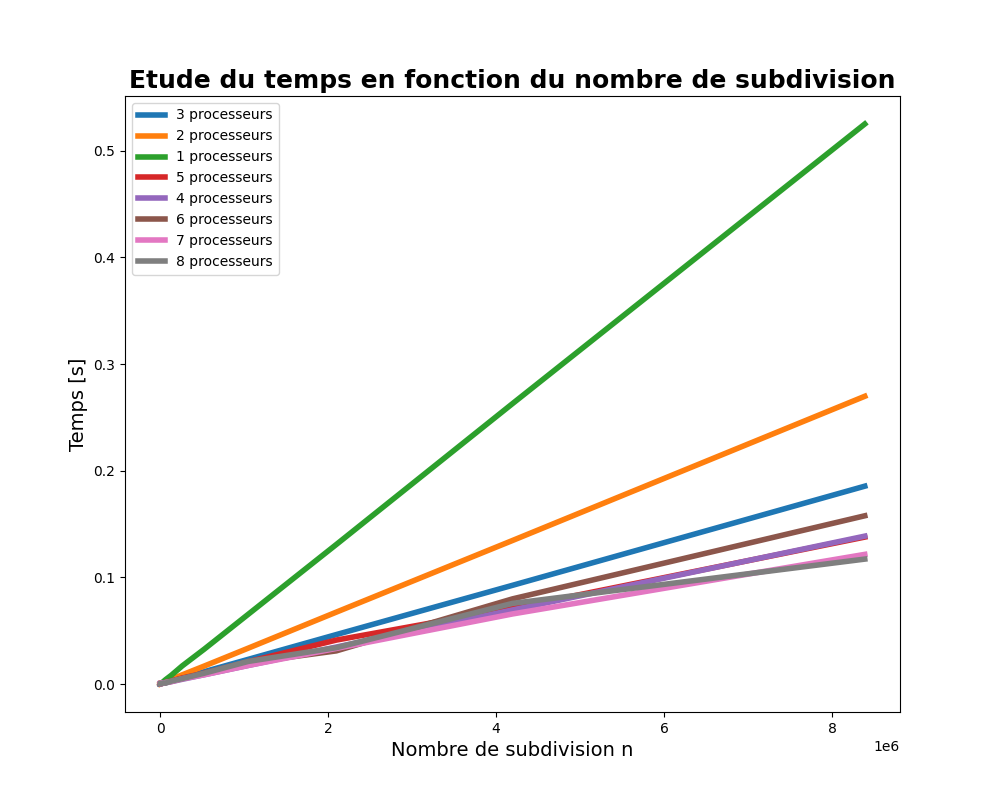 Etude du temps en fonction du nombre de subdivision
3 processeurs
2 processeurs
1 processeurs
5 processeurs
4 processeurs
6 processeurs
7 processeurs
8 processeurs
Temps [s]
0.5
0.4
0.3
0.2
0.1
0.0
0 2 4 6 8
1e6
Nombre de subdivision n